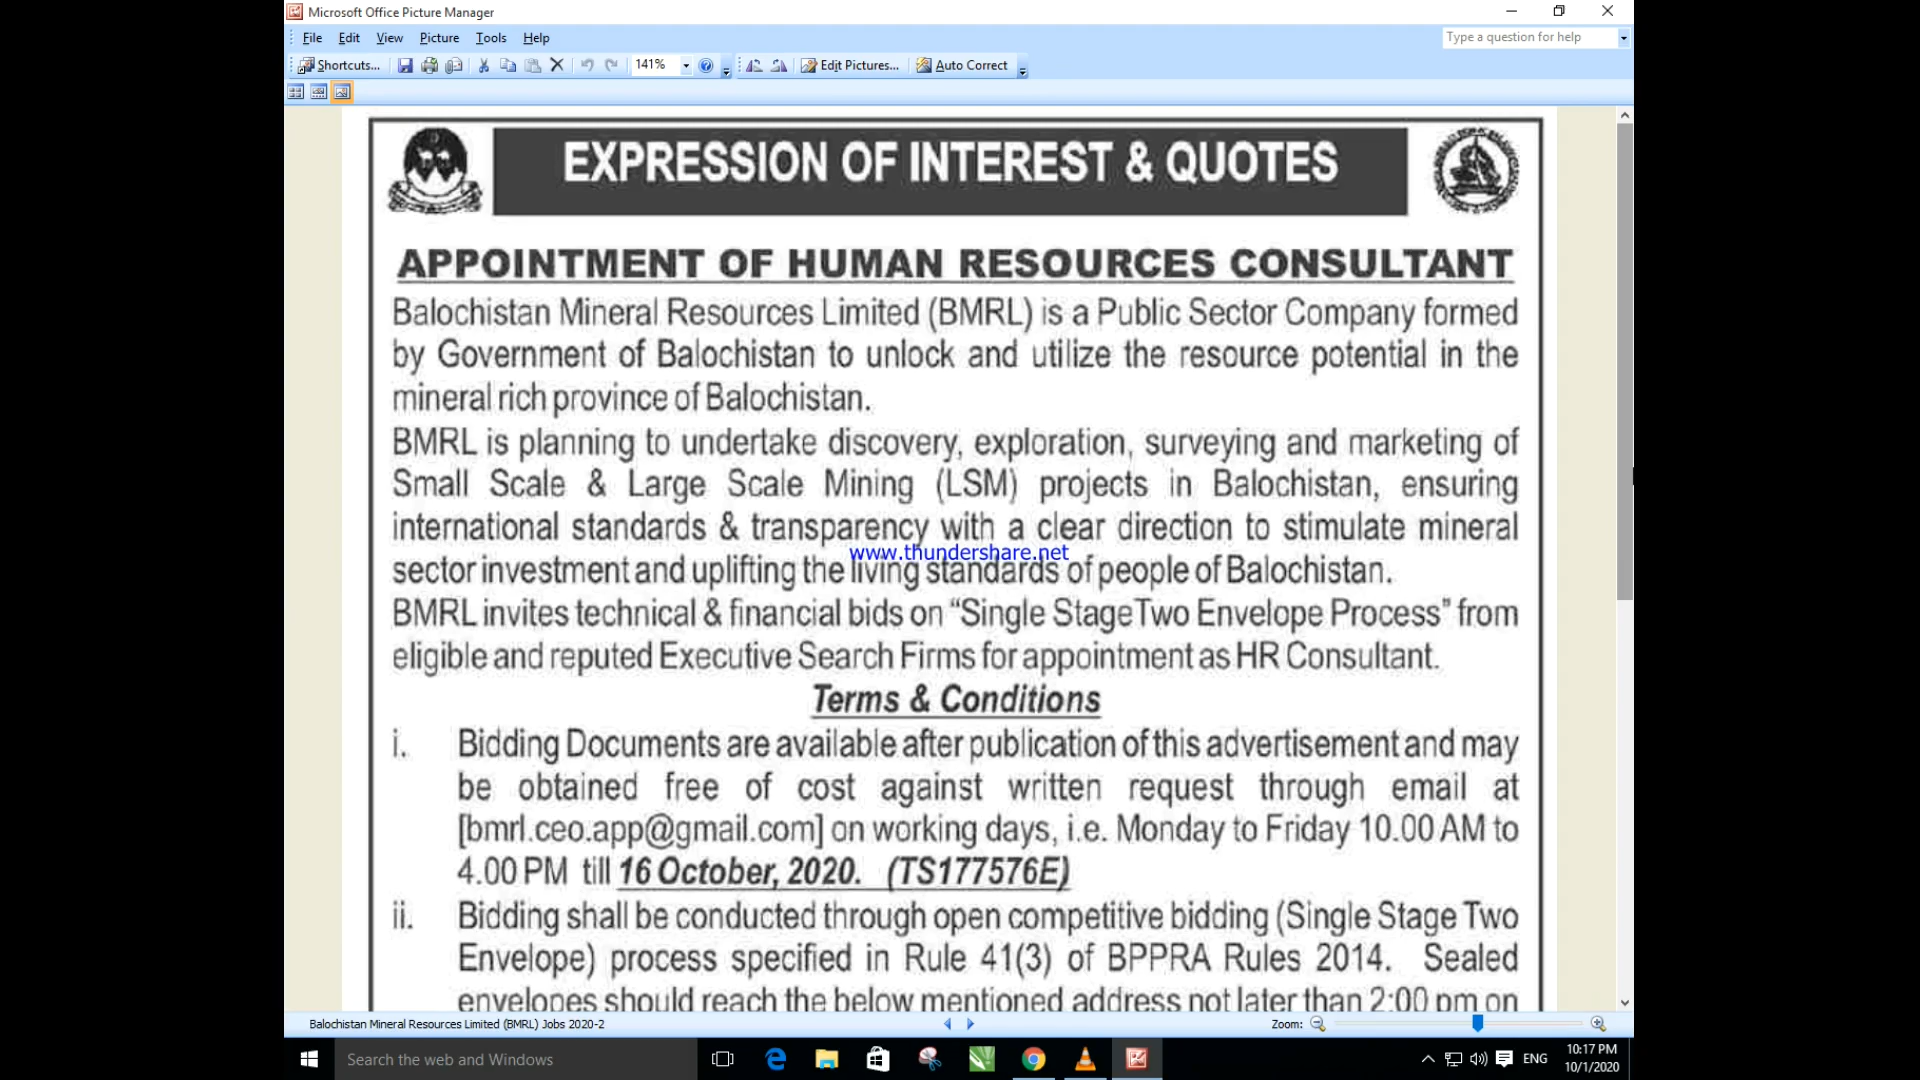 Microsoft Office Picture Manager
File Edit View Picture Tools Help
Type a question for help
Shortcuts... 141% Edit Pictures... Auto Correct
EXPRESSION OF INTEREST & QUOTES
APPOINTMENT OF HUMAN RESOURCES CONSULTANT
Balochistan Mineral Resources Limited (BMRL) is a Public Sector Company formed
by Government of Balochistan to unlock and utilize the resource potential in the
mineral rich province of Balochistan.
BMRL is planning to undertake discovery, exploration, surveying and marketing of
Small Scale & Large Scale Mining (LSM) projects in Balochistan, ensuring
international standards & transparency with a clear direction to stimulate mineral
www.thundershare.net
sector investment and uplifting the living standards of people of Balochistan.
BMRL invites technical & financial bids on “Single Stage Two Envelope Process” from
eligible and reputed Executive Search Firms for appointment as HR Consultant.
Terms & Conditions
i. Bidding Documents are available after publication of this advertisement and may
be obtained free of cost against written request through email at
[bmrl.ceo.app@gmail.com] on working days, i.e. Monday to Friday 10.00 AM to
4.00 PM till 16 October, 2020. (TS177576E)
ii. Bidding shall be conducted through open competitive bidding (Single Stage Two
Envelope) process specified in Rule 41(3) of BPPRA Rules 2014. Sealed
envelopes should reach the below mentioned address not later than 2:00 pm on
Balochistan Mineral Resources Limited (BMRL) Jobs 2020-2
Zoom:
Search the web and Windows
ENG
10:17 PM
10/1/2020